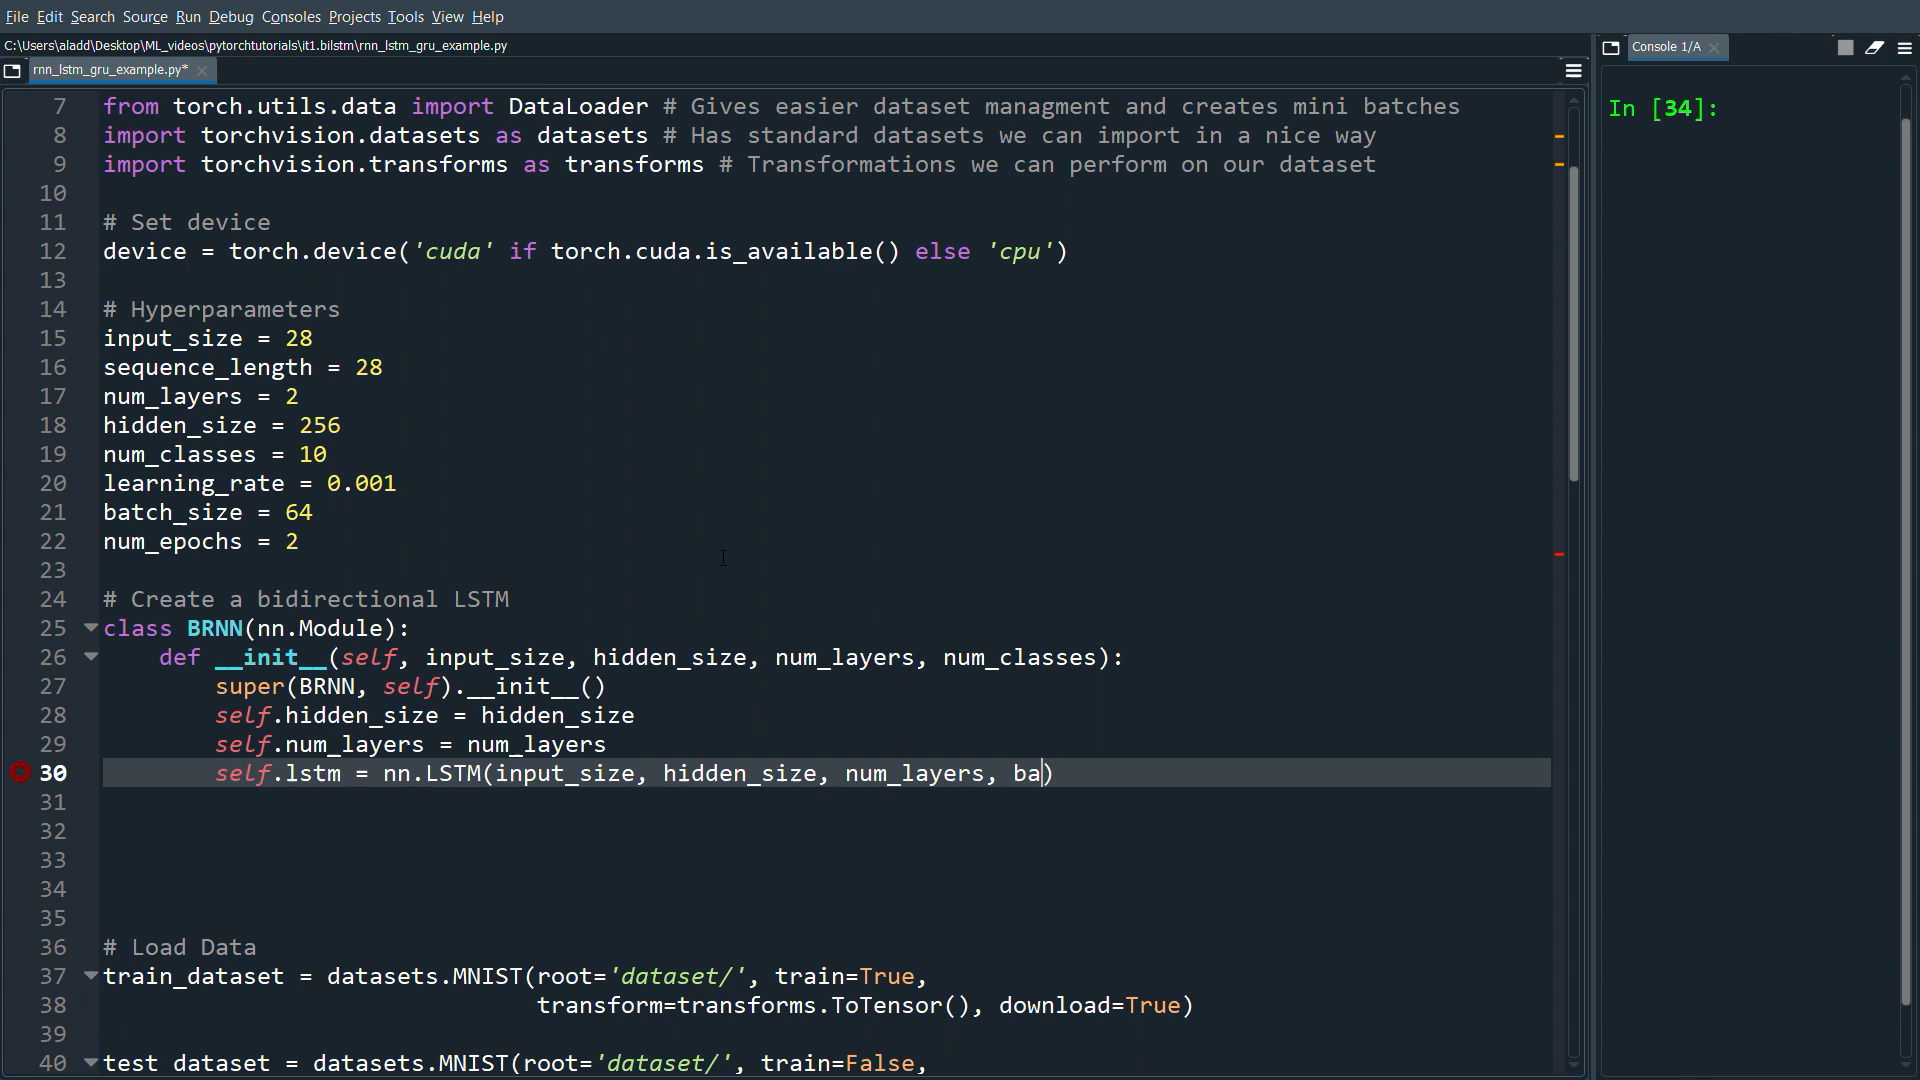 File Edit Search Source Run Debug Consoles Projects Tools View Help
C:\Users\aladd\Desktop\ML_videos\pytorchtutorials\it1.bilstm\rnn_lstm_gru_example.py
rnn_lstm_gru_example.py*
Console 1/A
In [34]:
7 from torch.utils.data import DataLoader # Gives easier dataset managment and creates mini batches
8 import torchvision.datasets as datasets # Has standard datasets we can import in a nice way
9 import torchvision.transforms as transforms # Transformations we can perform on our dataset
10
11 # Set device
12 device = torch.device('cuda' if torch.cuda.is_available() else 'cpu')
13
14 # Hyperparameters
15 input_size = 28
16 sequence_length = 28
17 num_layers = 2
18 hidden_size = 256
19 num_classes = 10
20 learning_rate = 0.001
21 batch_size = 64
22 num_epochs = 2
23
24 # Create a bidirectional LSTM
25 class BRNN(nn.Module):
26     def __init__(self, input_size, hidden_size, num_layers, num_classes):
27         super(BRNN, self).__init__()
28         self.hidden_size = hidden_size
29         self.num_layers = num_layers
30         self.lstm = nn.LSTM(input_size, hidden_size, num_layers, ba)
31
32
33
34
35
36 # Load Data
37 train_dataset = datasets.MNIST(root='dataset/', train=True,
38                                transform=transforms.ToTensor(), download=True)
39
40 test_dataset = datasets.MNIST(root='dataset/', train=False,